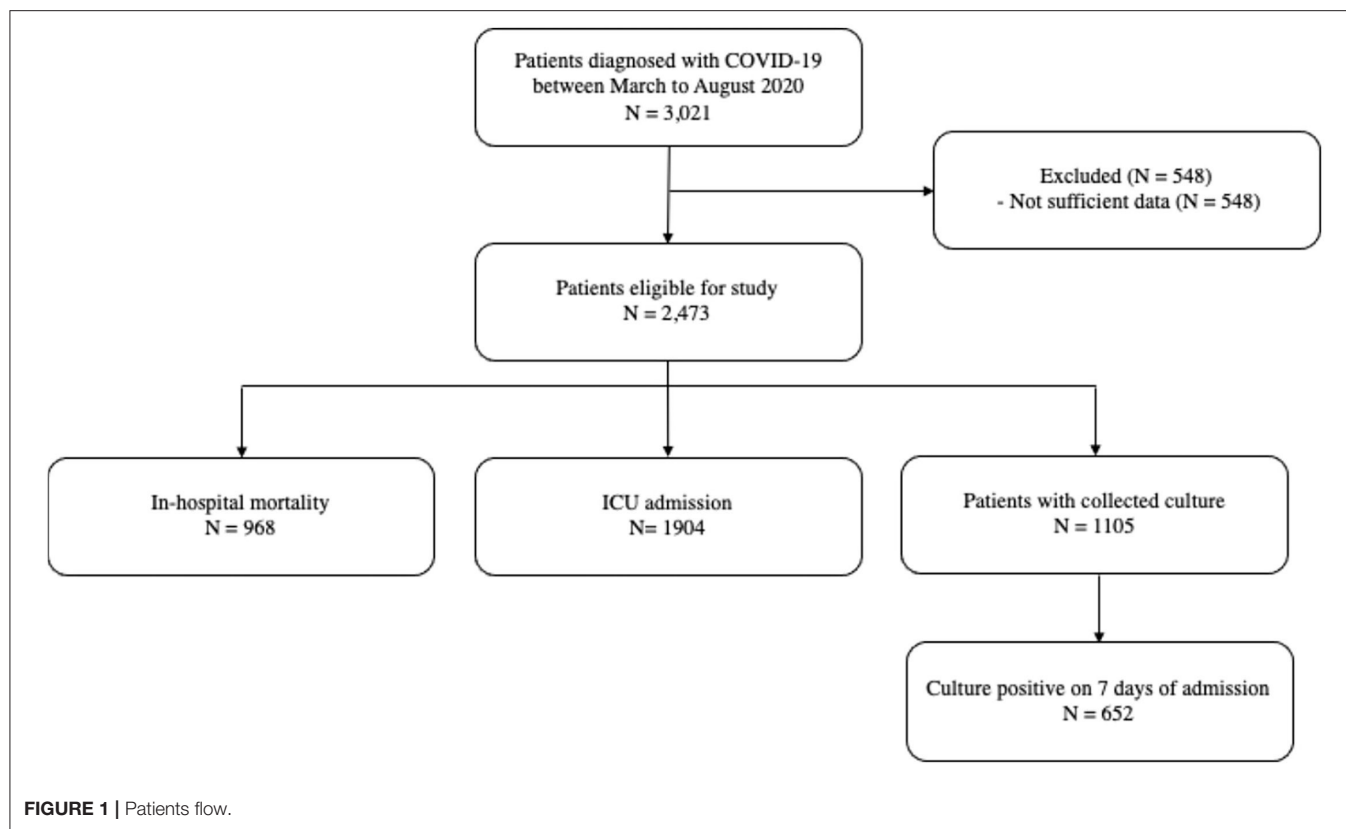 Patients diagnosed with COVID-19
between March to August 2020
N = 3,021
Excluded (N = 548)
- Not sufficient data (N = 548)
Patients eligible for study
N = 2,473
In-hospital mortality
N = 968
ICU admission
N= 1904
Patients with collected culture
N = 1105
Culture positive on 7 days of admission
N = 652
FIGURE 1 | Patients flow.